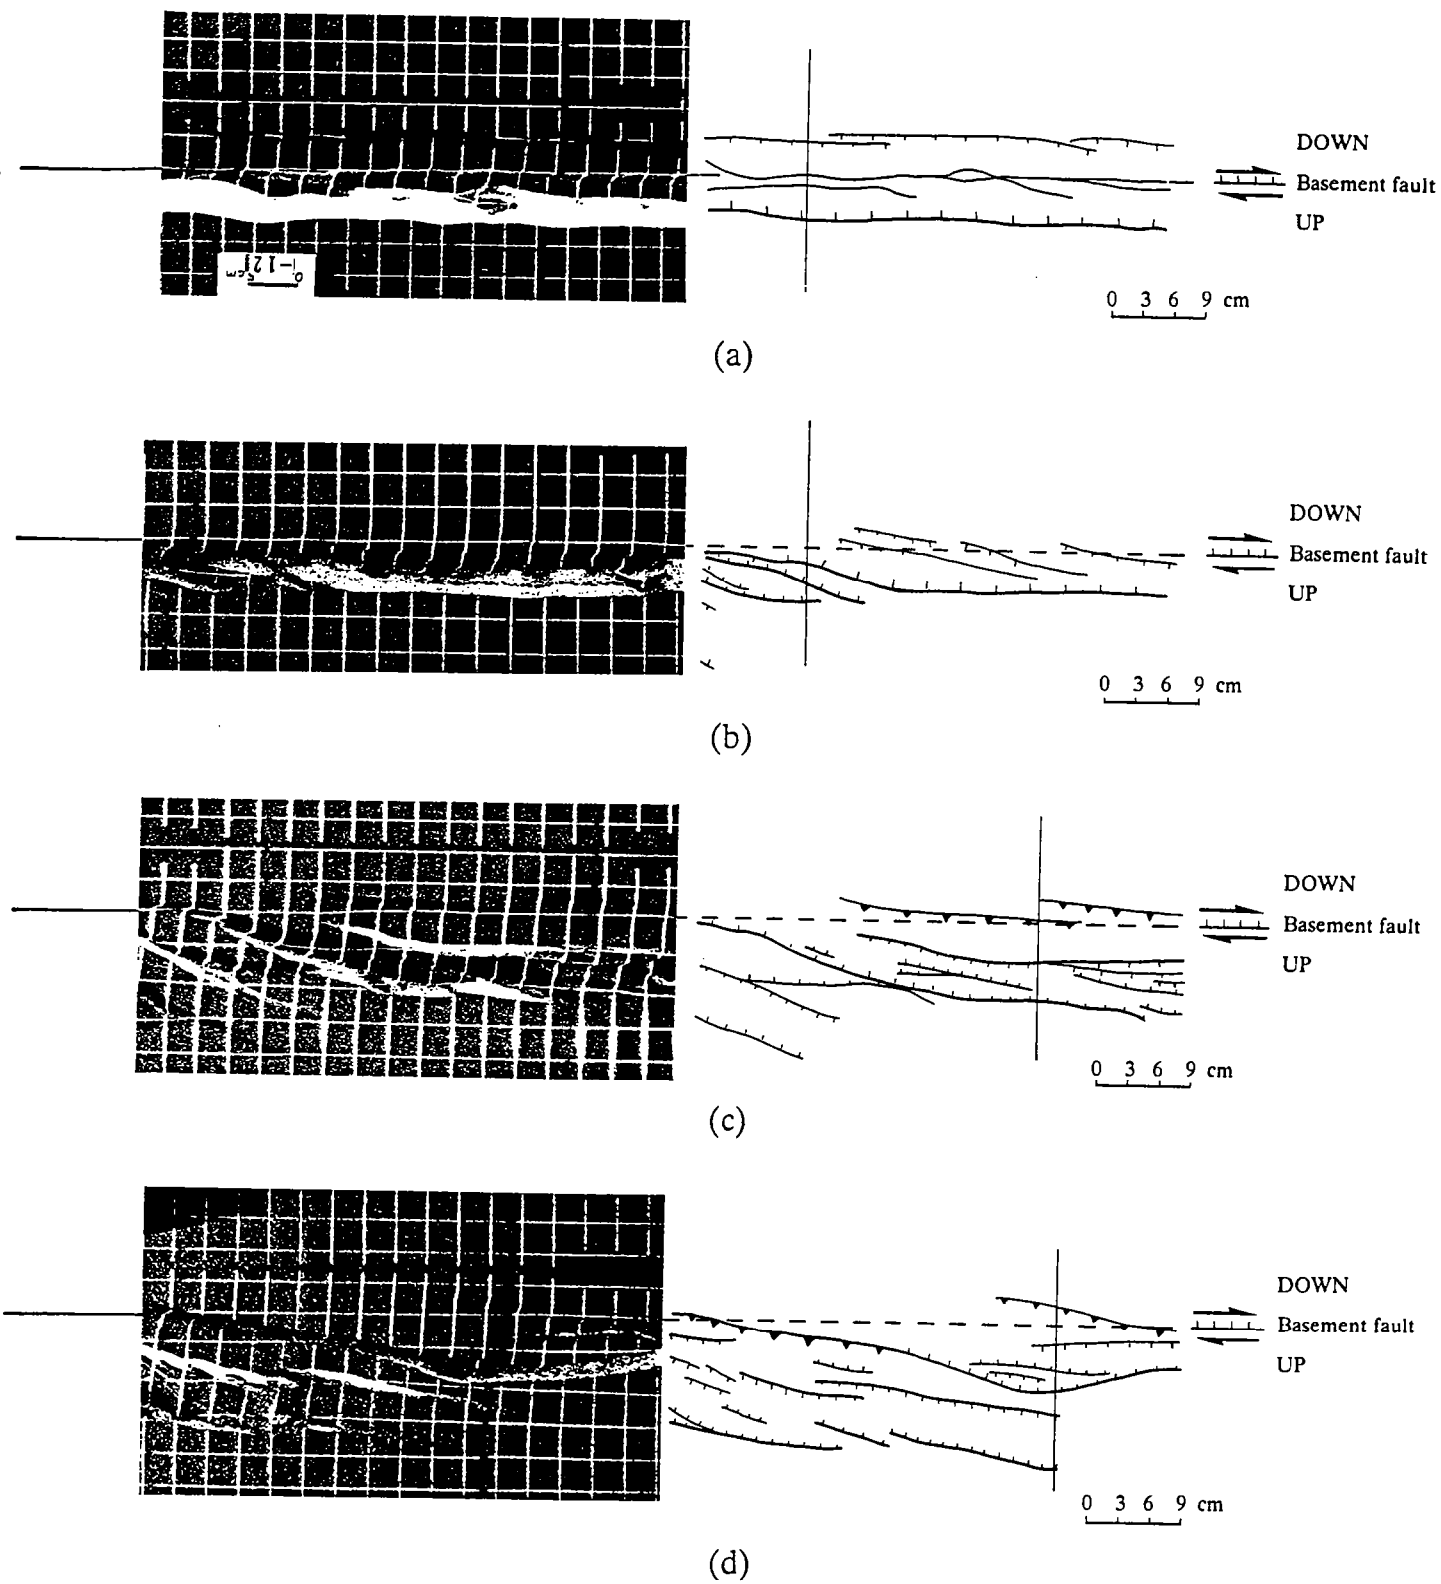 DOWN
Basement fault
UP
0 3 6 9 cm
(a)
DOWN
Basement fault
UP
0 3 6 9 cm
(b)
DOWN
Basement fault
UP
0 3 6 9 cm
(c)
DOWN
Basement fault
UP
0 3 6 9 cm
(d)